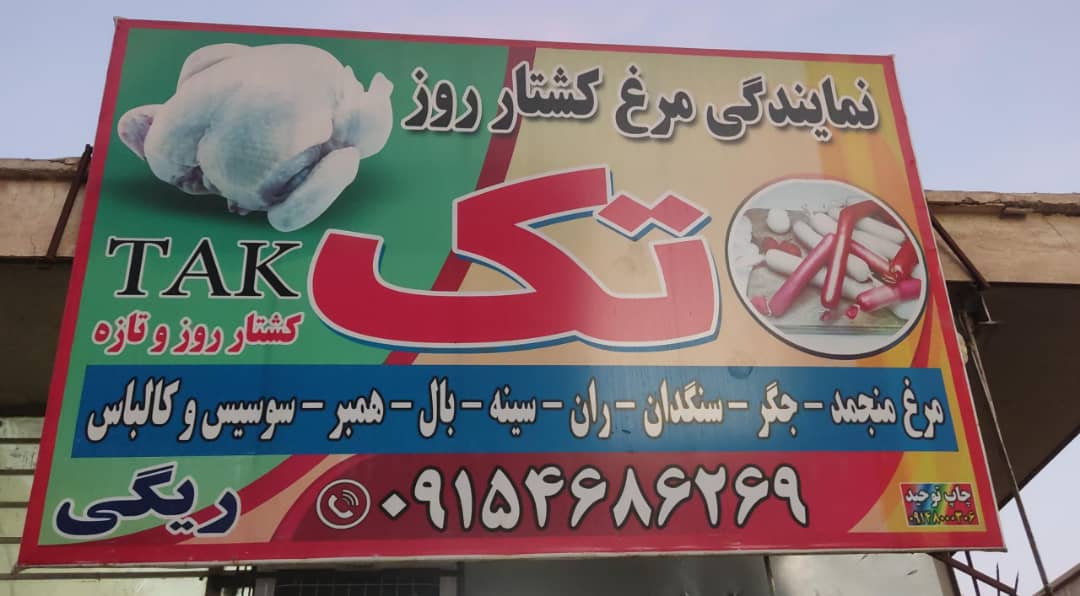 نمایندگی مرغ کشتار روز
تک
TAK
کشتار روز و تازه
مرغ منجمد - جگر - سنگدان - ران - سینه - بال - همبر - سوسیس و کالباس
۰۹۱۵۴۶۸۶۲۶۹
ریگی
چاپ توحید
۰۹۱۴۸۰۰۰۳۰۶